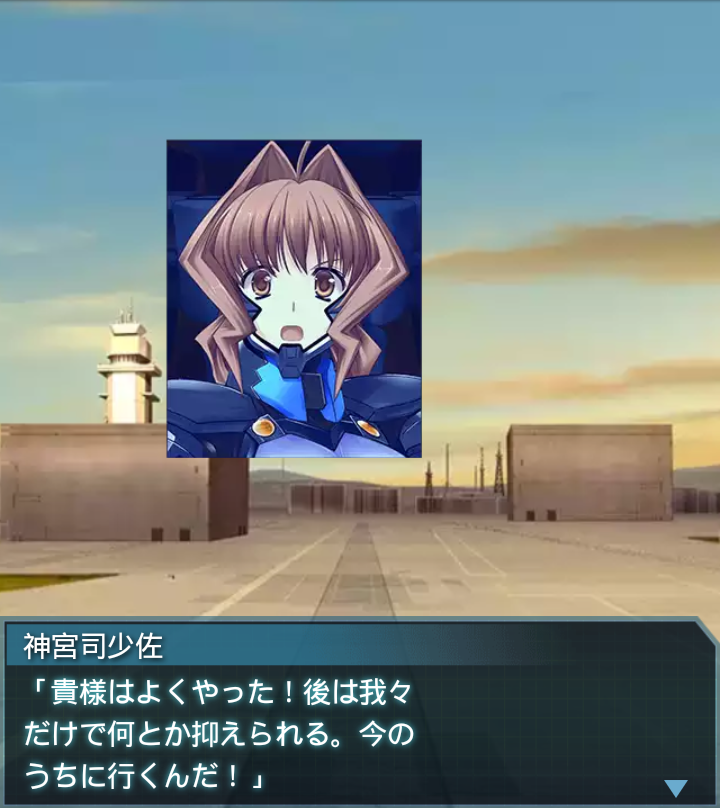 神宮司少佐
「貴様はよくやった！後は我々
だけで何とか抑えられる。今の
うちに行くんだ！」